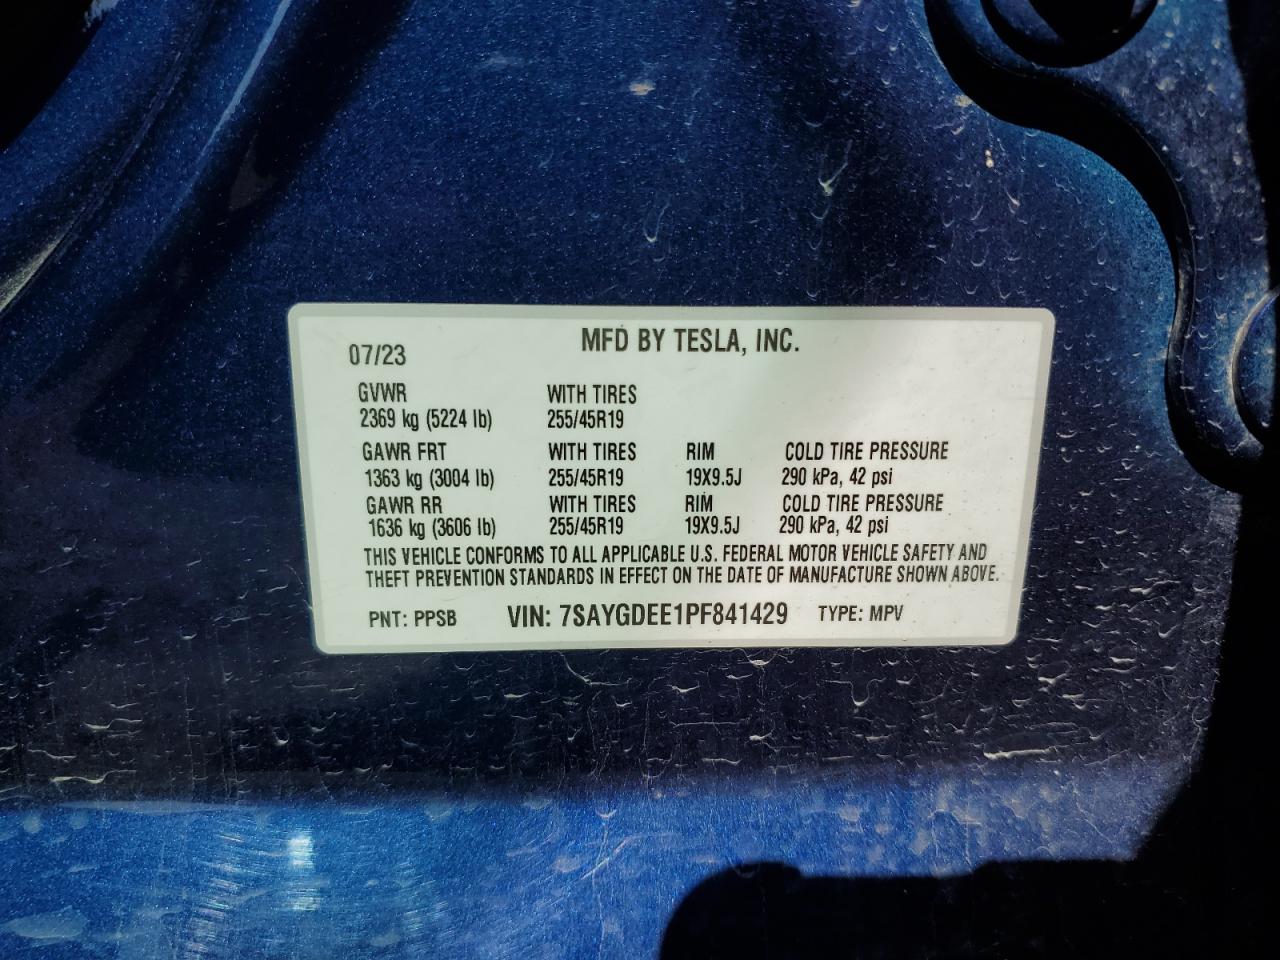 MFD BY TESLA, INC.
07/23
GVWR WITH TIRES
2369 kg (5224 lb) 255/45R19
GAWR FRT WITH TIRES RIM COLD TIRE PRESSURE
1363 kg (3004 lb) 255/45R19 19X9.5J 290 kPa, 42 psi
GAWR RR WITH TIRES RIM COLD TIRE PRESSURE
1636 kg (3606 lb) 255/45R19 19X9.5J 290 kPa, 42 psi
THIS VEHICLE CONFORMS TO ALL APPLICABLE U.S. FEDERAL MOTOR VEHICLE SAFETY AND
THEFT PREVENTION STANDARDS IN EFFECT ON THE DATE OF MANUFACTURE SHOWN ABOVE.
PNT: PPSB VIN: 7SAYGDEE1PF841429 TYPE: MPV